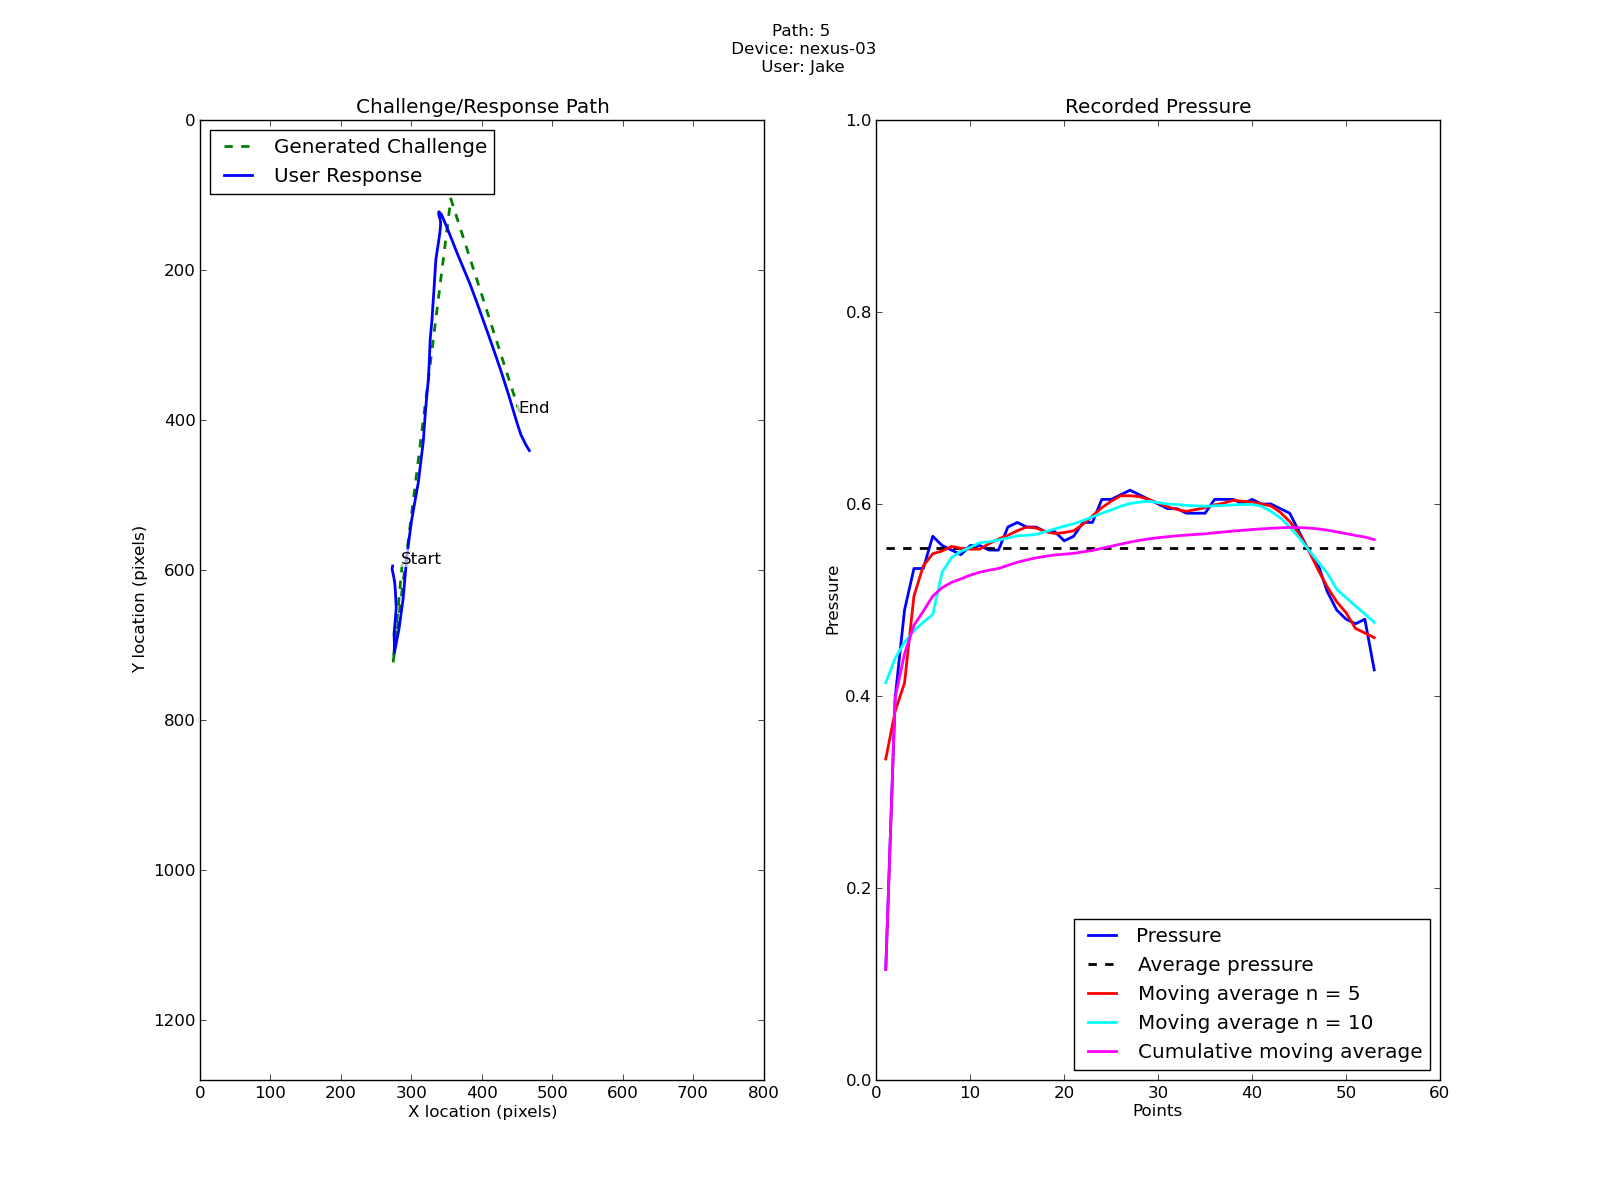 Path: 5
Device: nexus-03
User: Jake
Challenge/Response Path
Generated Challenge
User Response
0
200
400
600
800
1000
1200
Y location (pixels)
Start
End
0 100 200 300 400 500 600 700 800
X location (pixels)
Recorded Pressure
1.0
0.8
0.6
0.4
0.2
0.0
Pressure
Pressure
Average pressure
Moving average n = 5
Moving average n = 10
Cumulative moving average
0 10 20 30 40 50 60
Points